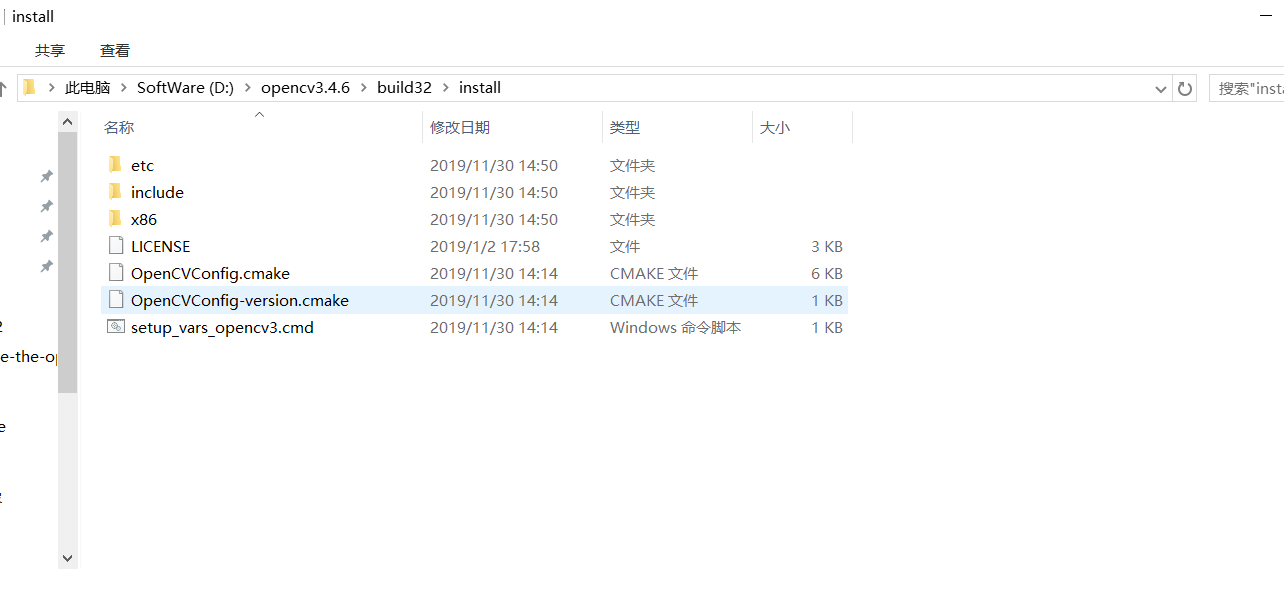 install
共享 查看
此电脑 SoftWare (D:) opencv3.4.6 build32 install 搜索"insta
名称 修改日期 类型 大小
etc 2019/11/30 14:50 文件夹
include 2019/11/30 14:50 文件夹
x86 2019/11/30 14:50 文件夹
LICENSE 2019/1/2 17:58 文件 3 KB
OpenCVConfig.cmake 2019/11/30 14:14 CMAKE 文件 6 KB
OpenCVConfig-version.cmake 2019/11/30 14:14 CMAKE 文件 1 KB
setup_vars_opencv3.cmd 2019/11/30 14:14 Windows 命令脚本 1 KB
e-the-op
e